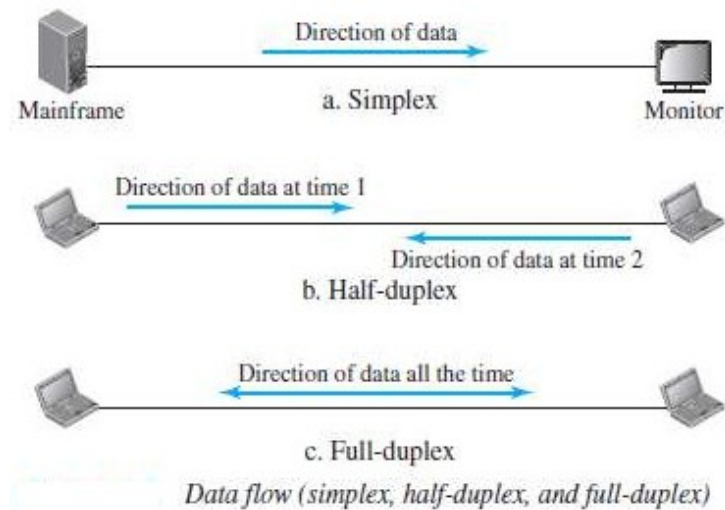 Direction of data
Mainframe
a. Simplex
Monitor
Direction of data at time 1
Direction of data at time 2
b. Half-duplex
Direction of data all the time
c. Full-duplex
Data flow (simplex, half-duplex, and full-duplex)